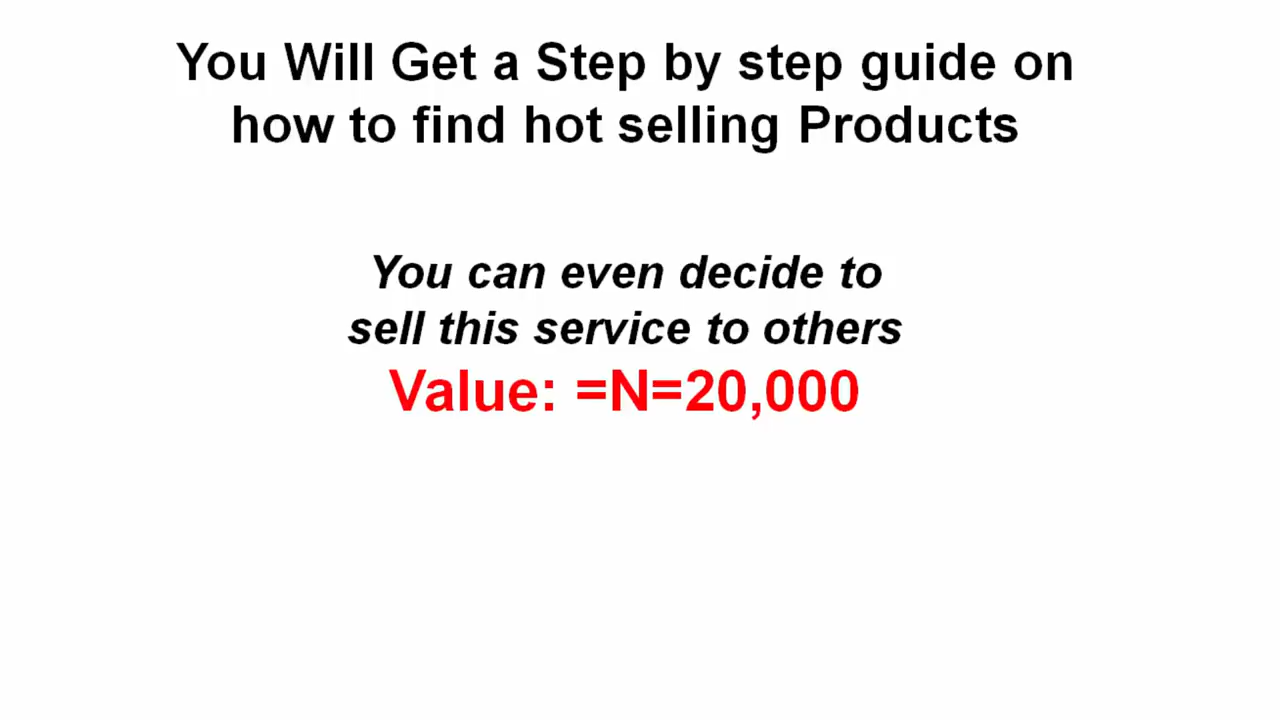 You Will Get a Step by step guide on
how to find hot selling Products
You can even decide to
sell this service to others
Value: =N=20,000